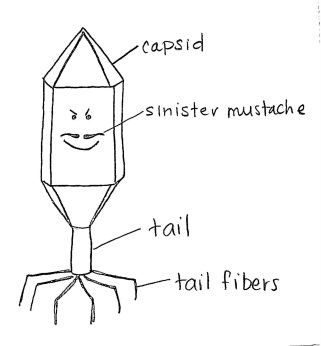 capsid
sinister mustache
tail
tail fibers